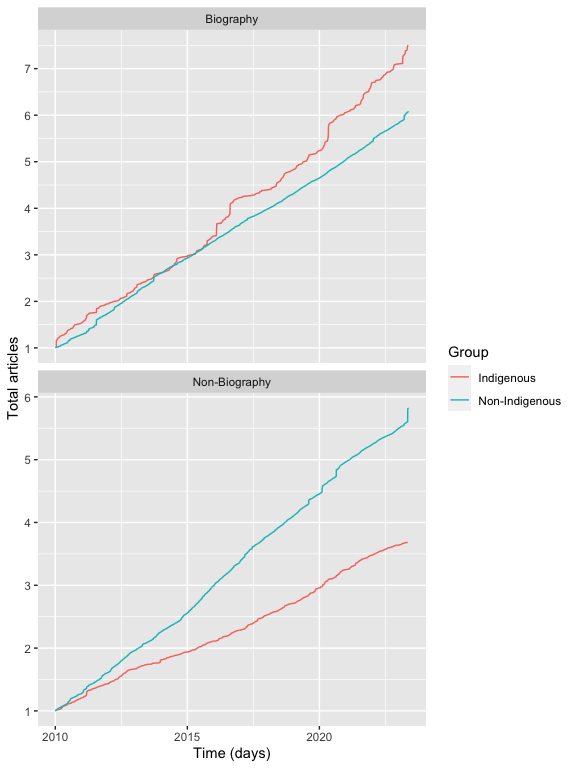 Biography
7
6
5
4
3
2
1
Total articles
Non-Biography
6
5
4
3
2
1
2010 2015 2020
Time (days)
Group
Indigenous
Non-Indigenous